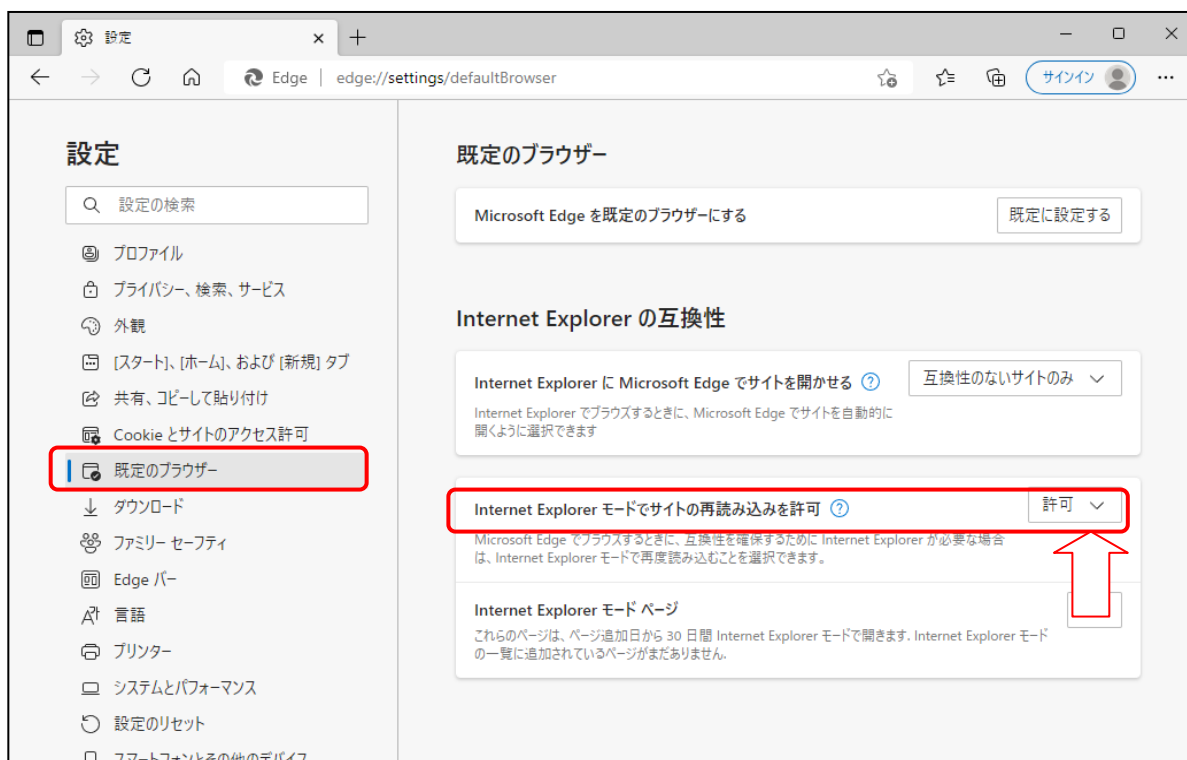 設定
Edge | edge://settings/defaultBrowser
サインイン
設定
設定の検索
プロファイル
プライバシー、検索、サービス
外観
[スタート]、[ホーム]、および [新規] タブ
共有、コピーして貼り付け
Cookie とサイトのアクセス許可
既定のブラウザー
ダウンロード
ファミリー セーフティ
Edge バー
言語
プリンター
システムとパフォーマンス
設定のリセット
スマートフォンとその他のデバイス
既定のブラウザー
Microsoft Edge を既定のブラウザーにする
既定に設定する
Internet Explorer の互換性
Internet Explorer に Microsoft Edge でサイトを開かせる
互換性のないサイトのみ
Internet Explorer でブラウズするときに、Microsoft Edge でサイトを自動的に
開くように選択できます
Internet Explorer モードでサイトの再読み込みを許可
許可
Microsoft Edge でブラウズするときに、互換性を確保するために Internet Explorer が必要な場合
は、Internet Explorer モードで再度読み込むことを選択できます。
Internet Explorer モード ページ
これらのページは、ページ追加日から 30 日間 Internet Explorer モードで開きます. Internet Explorer モード
の一覧に追加されているページがまだありません.